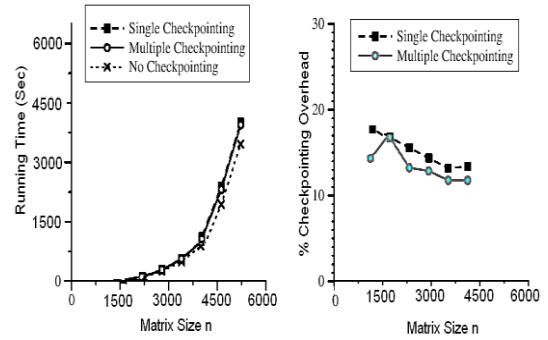 Single Checkpointing
Multiple Checkpointing
No Checkpointing
Running Time (Sec)
6000
4500
3000
1500
0
0 1500 3000 4500 6000
Matrix Size n
Single Checkpointing
Multiple Checkpointing
% Checkpointing Overhead
30
20
10
0
0 1500 3000 4500 6000
Matrix Size n